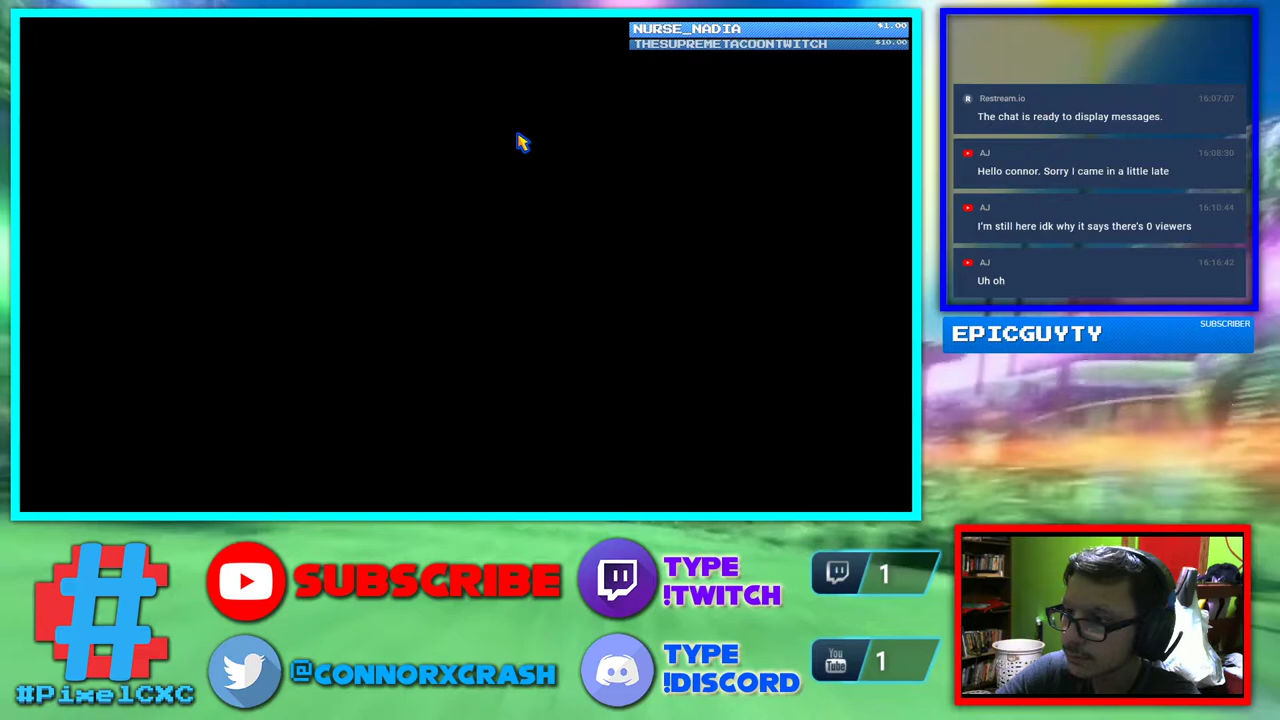 NURSE_NADIA $1.00
THESUPREMETACOONTWITCH $10.00
R Restream.io 16:07:07
The chat is ready to display messages.
AJ 16:08:30
Hello connor. Sorry I came in a little late
AJ 16:10:44
I'm still here idk why it says there's 0 viewers
AJ 16:16:42
Uh oh
EPICGUYTY SUBSCRIBER
#
#PixelCXC
SUBSCRIBE
@CONNORXCRASH
TYPE
!TWITCH
1
TYPE
!DISCORD
You
Tube
1